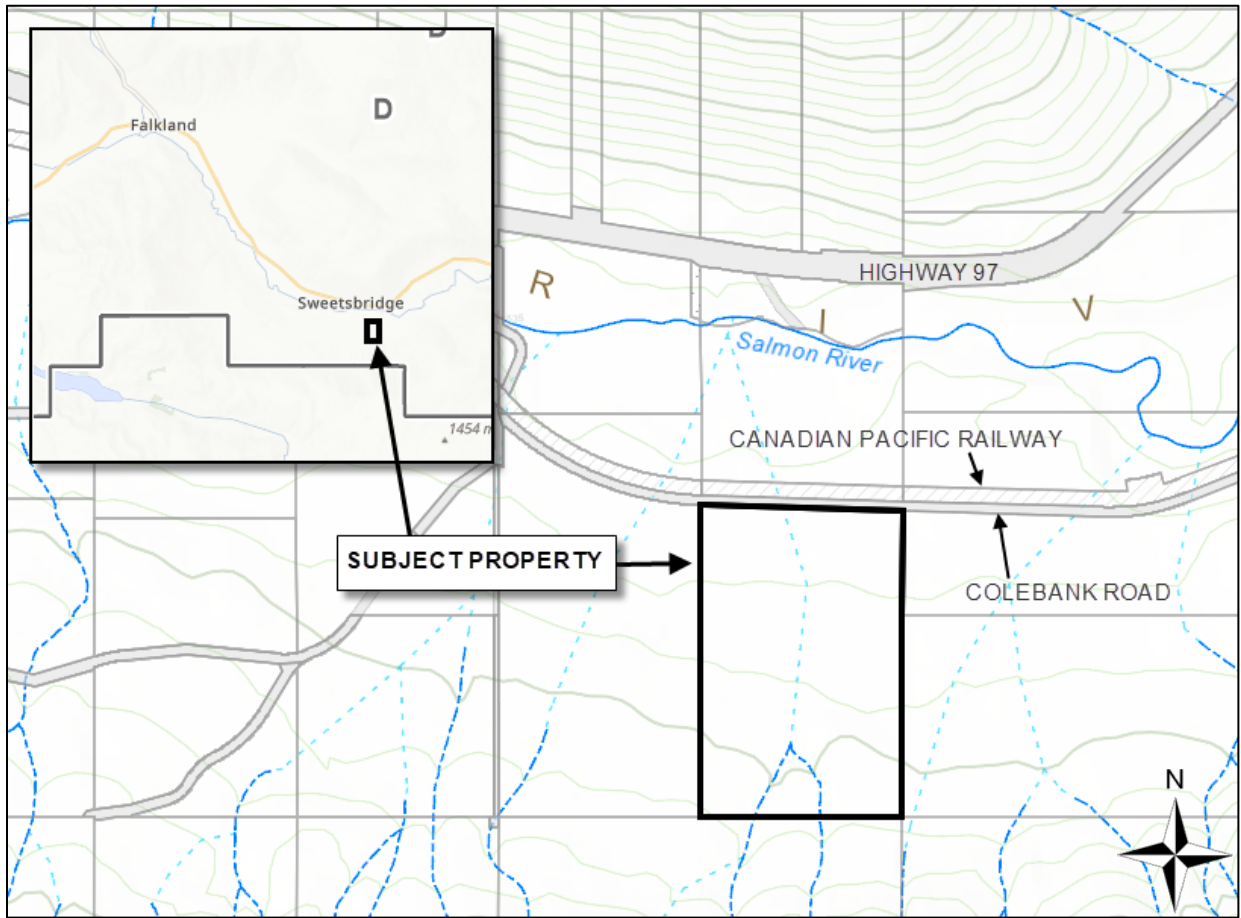 D
D
Falkland
Sweetsbridge
1454 m
HIGHWAY 97
R
I
V
Salmon River
CANADIAN PACIFIC RAILWAY
SUBJECT PROPERTY
COLEBANK ROAD
N